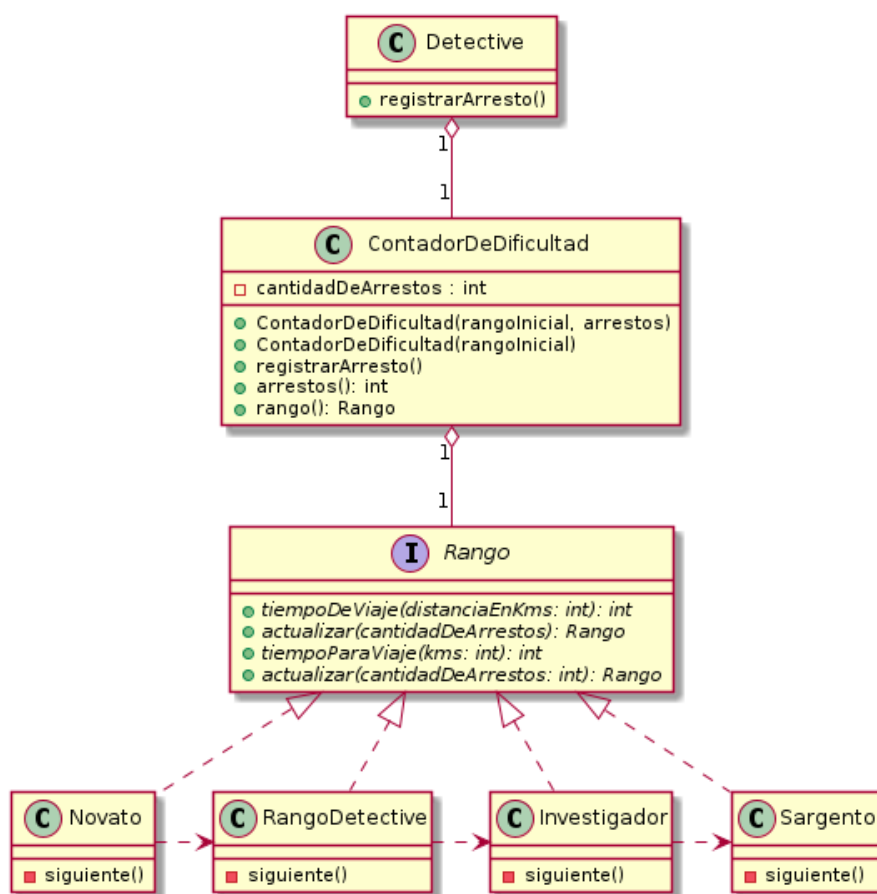 C Detective
registrarArresto()
1
1
C ContadorDeDificultad
cantidadDeArrestos : int
ContadorDeDificultad(rangoInicial, arrestos)
ContadorDeDificultad(rangoInicial)
registrarArresto()
arrestos(): int
rango(): Rango
1
1
I Rango
tiempoDeViaje(distanciaEnKms: int): int
actualizar(cantidadDeArrestos): Rango
tiempoParaViaje(kms: int): int
actualizar(cantidadDeArrestos: int): Rango
C Novato
siguiente()
C RangoDetective
siguiente()
C Investigador
siguiente()
C Sargento
siguiente()